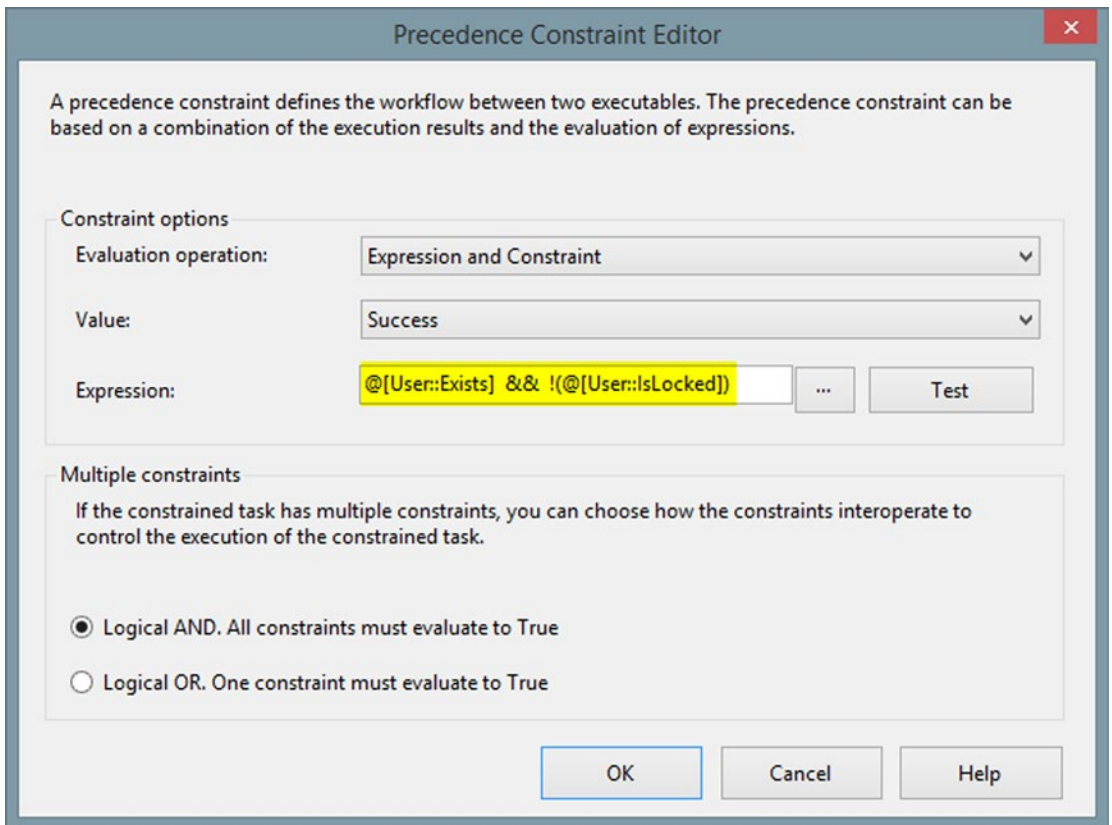 Precedence Constraint Editor
A precedence constraint defines the workflow between two executables. The precedence constraint can be
based on a combination of the execution results and the evaluation of expressions.
Constraint options
Evaluation operation: Expression and Constraint
Value: Success
Expression: @[User::Exists] && !(@[User::IsLocked]) ... Test
Multiple constraints
If the constrained task has multiple constraints, you can choose how the constraints interoperate to
control the execution of the constrained task.
Logical AND. All constraints must evaluate to True
Logical OR. One constraint must evaluate to True
OK Cancel Help